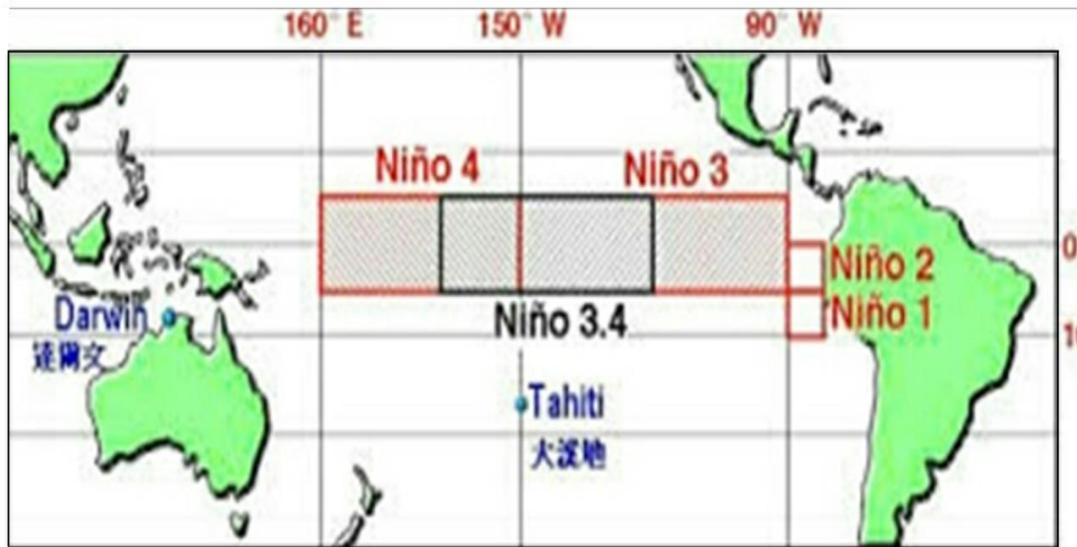 160° E 150° W 90° W
Niño 4 Niño 3
0
Niño 2
Darwin Niño 1
Niño 3.4
達爾文
Tahiti
大溪地